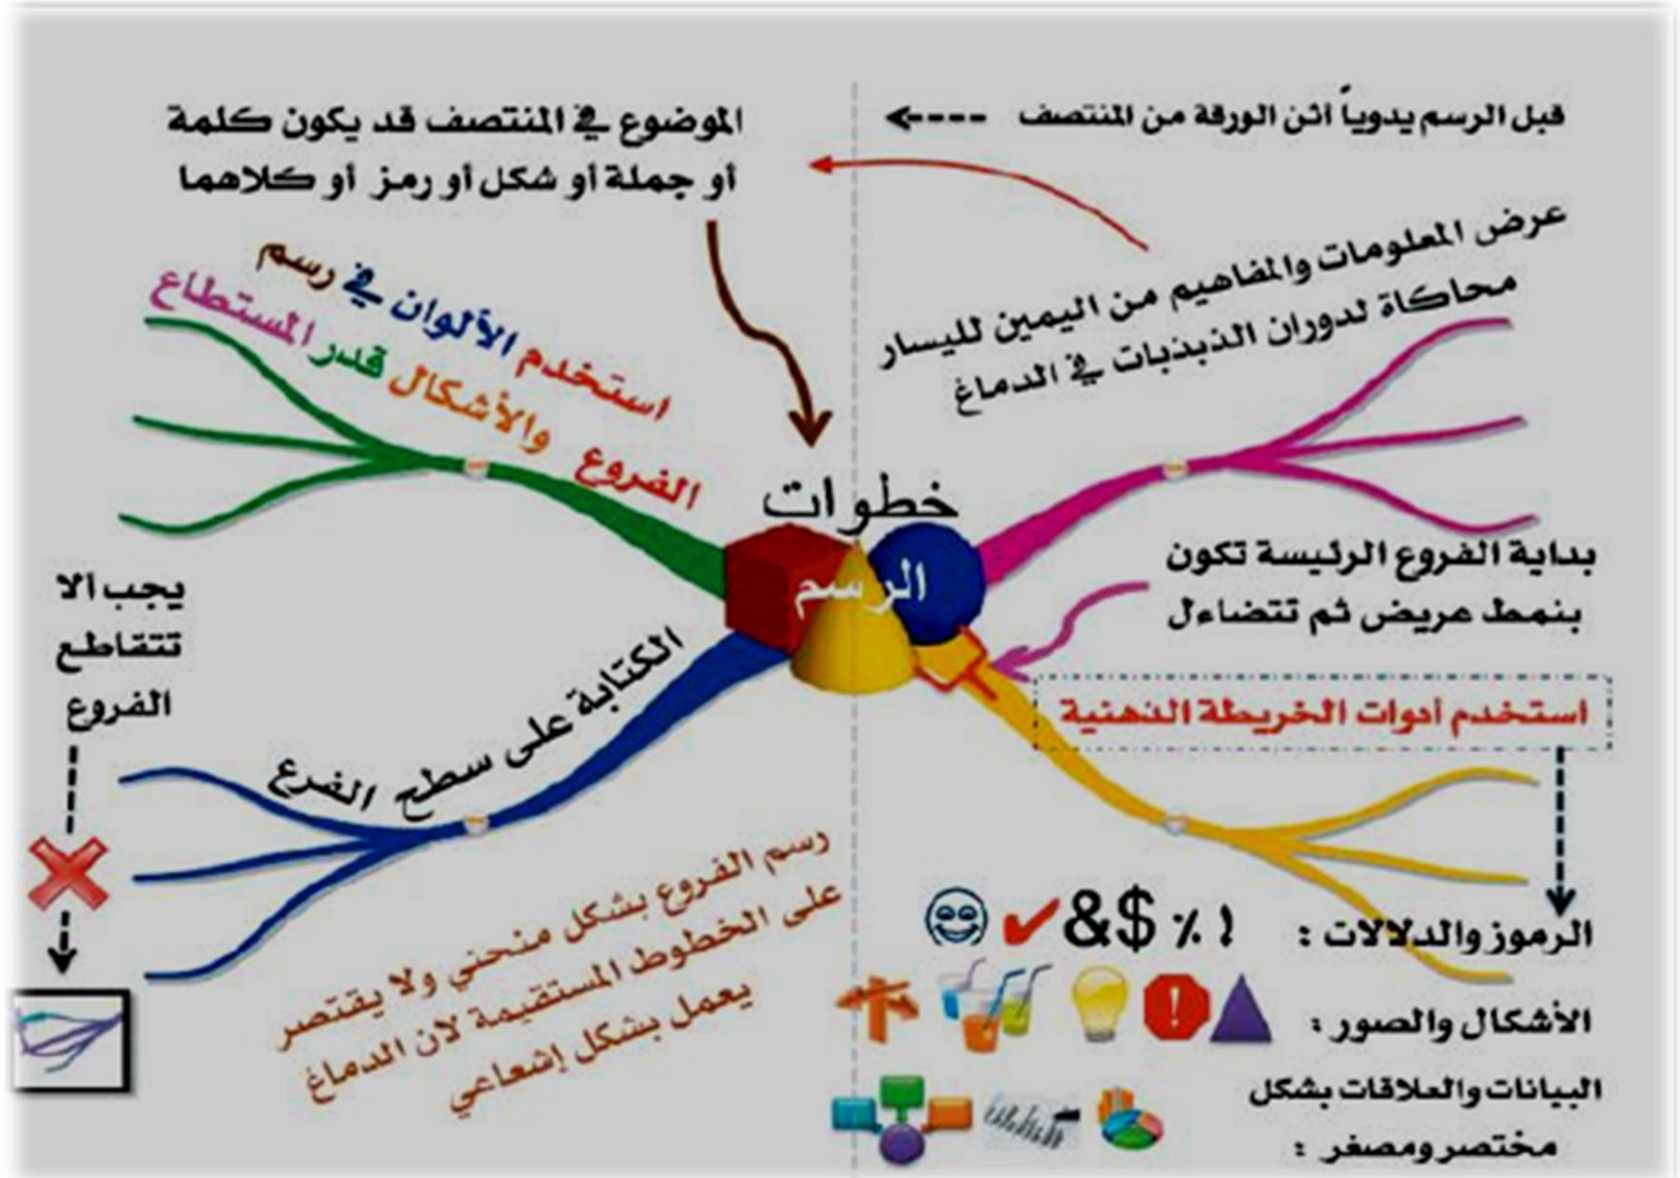 قبل الرسم يدوياً أثن الورقة من المنتصف
الموضوع في المنتصف قد يكون كلمة
أو جملة أو شكل أو رمز أو كلاهما
عرض المعلومات والمفاهيم من اليمين لليسار
محاكاة لدوران الذبذبات في الدماغ
استخدم الألوان في رسم
الفروع والأشكال قدر المستطاع
خطوات
الرسم
بداية الفروع الرئيسة تكون
بنمط عريض ثم تتضاءل
استخدم أدوات الخريطة الذهنية
الرموز والدلالات : ! ٪ $ &
الأشكال والصور :
!
البيانات والعلاقات بشكل
مختصر ومصغر :
الكتابة على سطح الفرع
رسم الفروع بشكل منحني ولا يقتصر
على الخطوط المستقيمة لان الدماغ
يعمل بشكل إشعاعي
يجب ألا
تتقاطع
الفروع